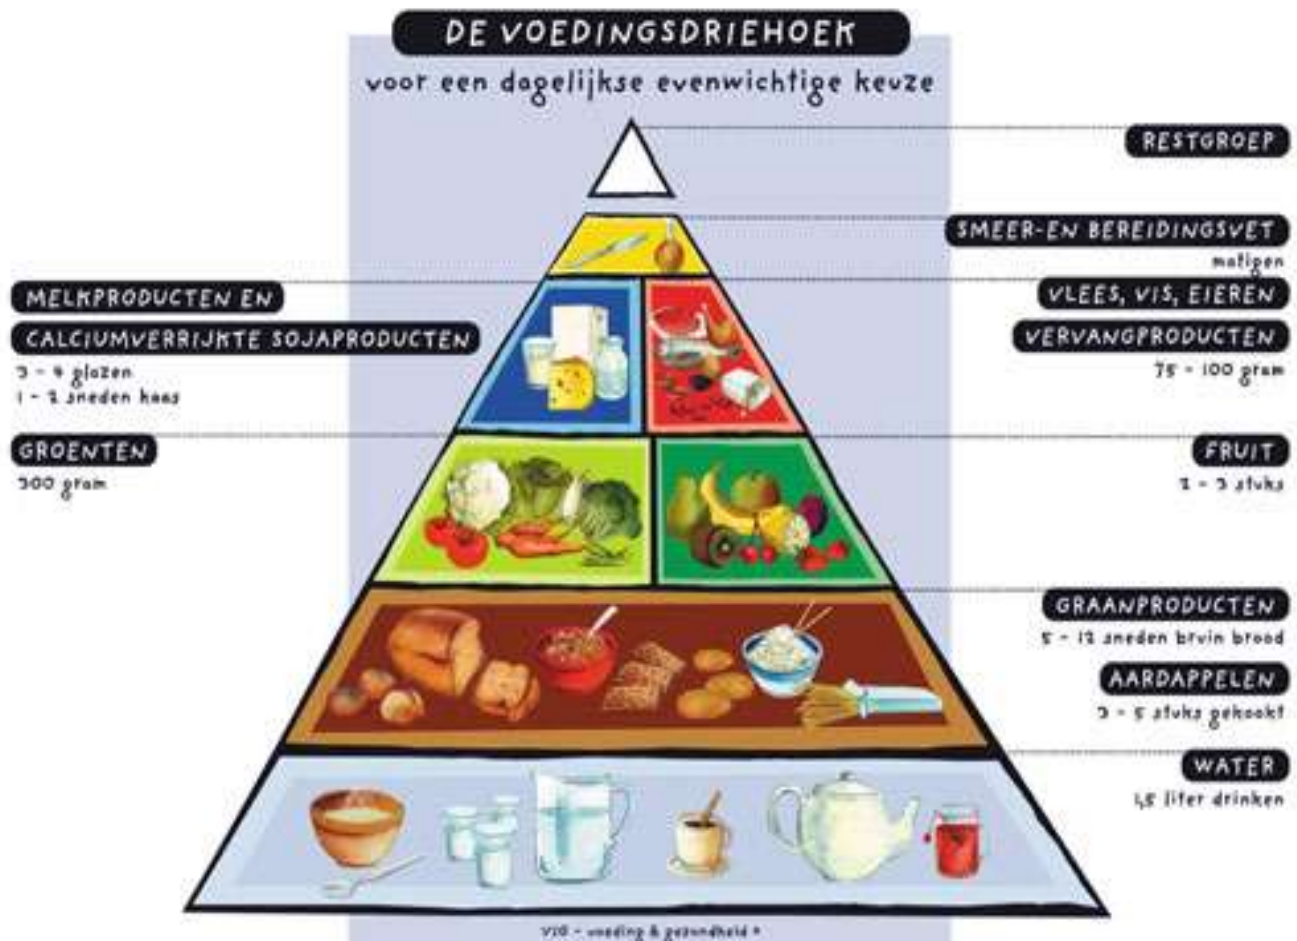 DE VOEDINGSDRIEHOEK
voor een dagelijkse evenwichtige keuze
RESTGROEP
SMEER-EN BEREIDINGSVET
matigen
MELKPRODUCTEN EN
CALCIUMVERRIJKTE SOJAPRODUCTEN
3 - 4 glazen
1 - 2 sneden kaas
VLEES, VIS, EIEREN
VERVANGPRODUCTEN
75 - 100 gram
GROENTEN
300 gram
FRUIT
2 - 3 stuks
GRAANPRODUCTEN
5 - 12 sneden bruin brood
AARDAPPELEN
3 - 5 stuks gekookt
WATER
1,5 liter drinken
VIG - voeding & gezondheid